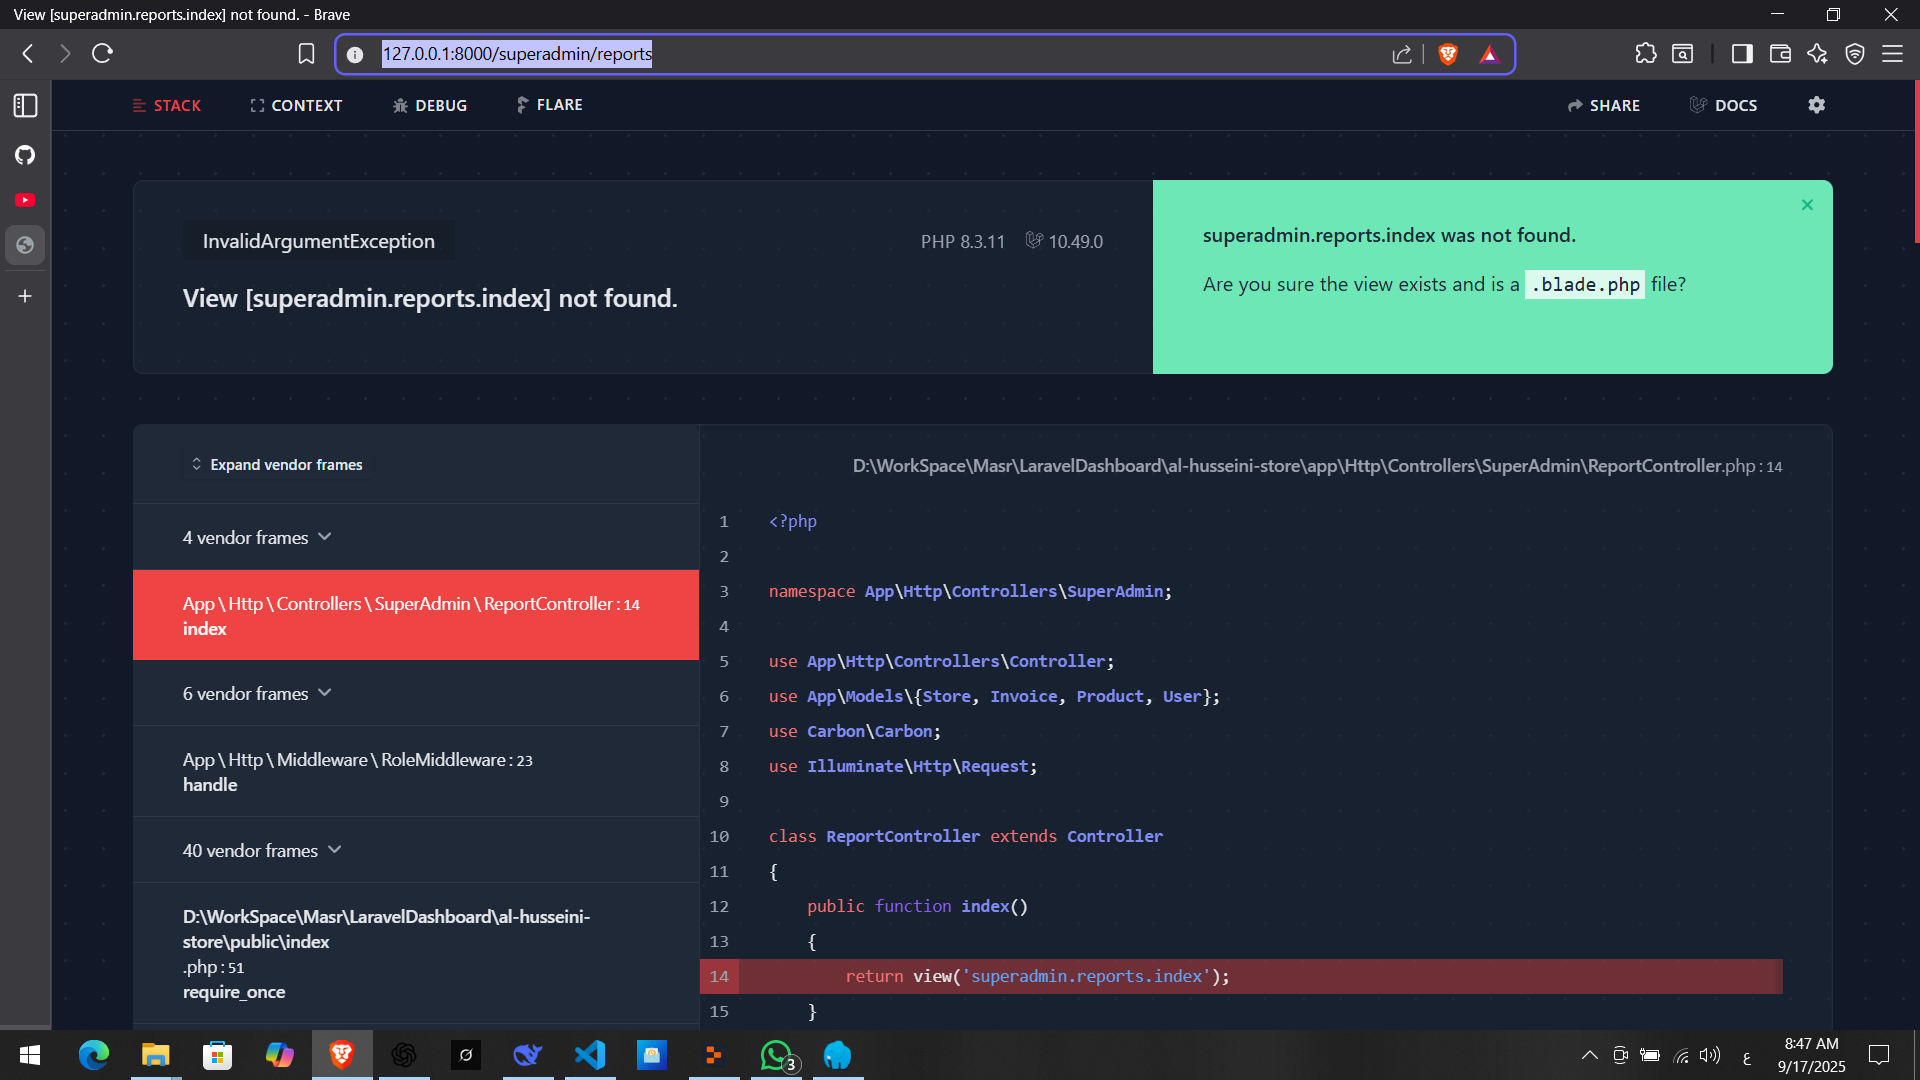 View [superadmin.reports.index] not found. - Brave
127.0.0.1:8000/superadmin/reports
STACK
CONTEXT
DEBUG
FLARE
SHARE
DOCS
InvalidArgumentException
PHP 8.3.11
10.49.0
View [superadmin.reports.index] not found.
superadmin.reports.index was not found.
Are you sure the view exists and is a .blade.php file?
Expand vendor frames
4 vendor frames
App\Http\Controllers\SuperAdmin\ReportController:14
index
6 vendor frames
App\Http\Middleware\RoleMiddleware:23
handle
40 vendor frames
D:\WorkSpace\Masr\LaravelDashboard\al-husseini-
store\public\index
.php:51
require_once
D:\WorkSpace\Masr\LaravelDashboard\al-husseini-store\app\Http\Controllers\SuperAdmin\ReportController.php:14
1 <?php
2
3 namespace App\Http\Controllers\SuperAdmin;
4
5 use App\Http\Controllers\Controller;
6 use App\Models\{Store, Invoice, Product, User};
7 use Carbon\Carbon;
8 use Illuminate\Http\Request;
9
10 class ReportController extends Controller
11 {
12 public function index()
13 {
14 return view('superadmin.reports.index');
15 }
3
ع
8:47 AM
9/17/2025